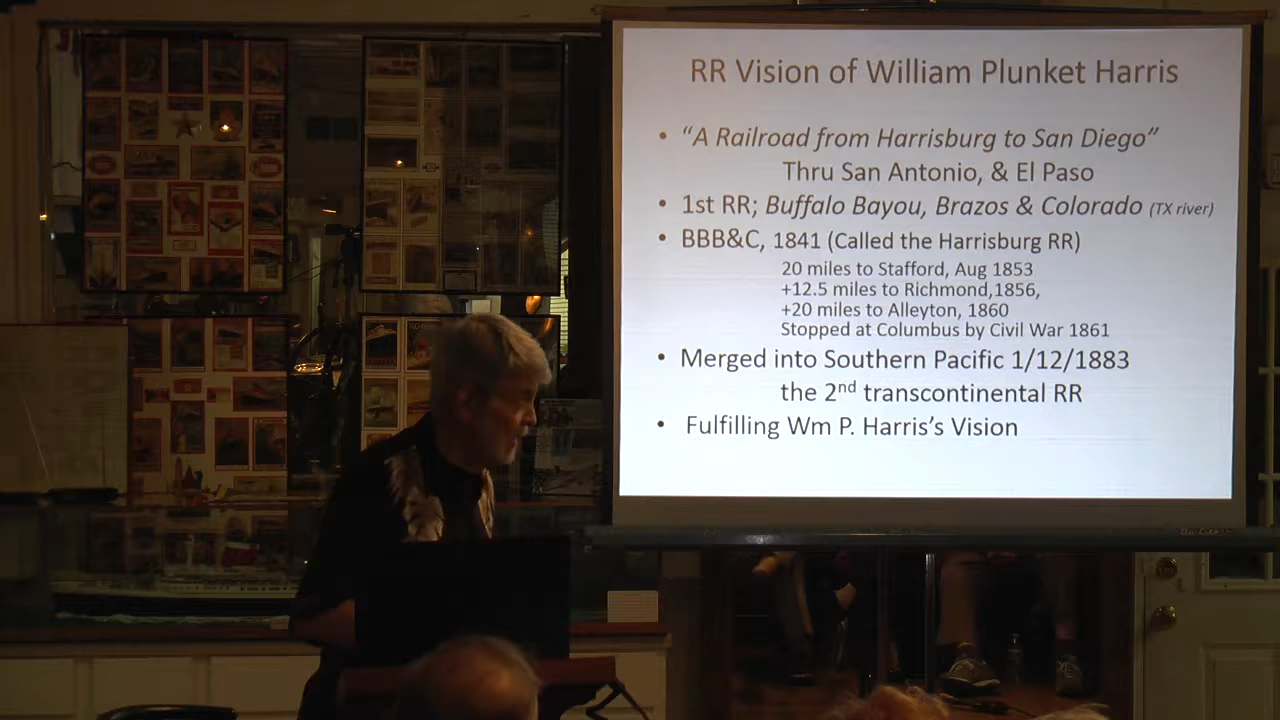 RR Vision of William Plunket Harris
• "A Railroad from Harrisburg to San Diego"
Thru San Antonio, & El Paso
• 1st RR; Buffalo Bayou, Brazos & Colorado (TX river)
• BBB&C, 1841 (Called the Harrisburg RR)
20 miles to Stafford, Aug 1853
+12.5 miles to Richmond,1856,
+20 miles to Alleyton, 1860
Stopped at Columbus by Civil War 1861
• Merged into Southern Pacific 1/12/1883
the 2nd transcontinental RR
• Fulfilling Wm P. Harris's Vision